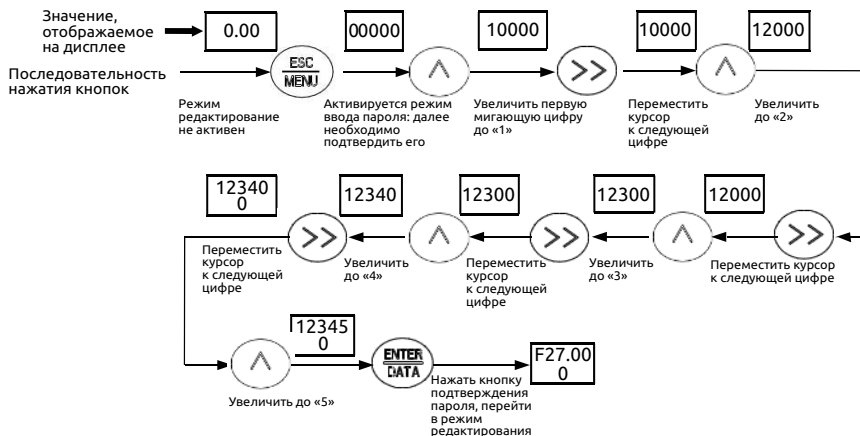 Значение,
отображаемое
на дисплее
0.00
00000
10000
10000
12000
Последовательность
нажатия кнопок
ESC
MENU
Режим
редактирование
не активен
Активируется режим
ввода пароля: далее
необходимо
подтвердить его
Увеличить первую
мигающую цифру
до «1»
Переместить
курсор
к следующей
цифре
Увеличить
до «2»
12340
0
12340
12300
12300
12000
Переместить
курсор
к следующей
цифре
Увеличить
до «4»
Переместить
курсор
к следующей
цифре
Увеличить
до «3»
Переместить курсор
к следующей цифре
12345
0
ENTER
DATA
F27.00
0
Увеличить до «5»
Нажать кнопку
подтверждения
пароля, перейти
в режим
редактирования